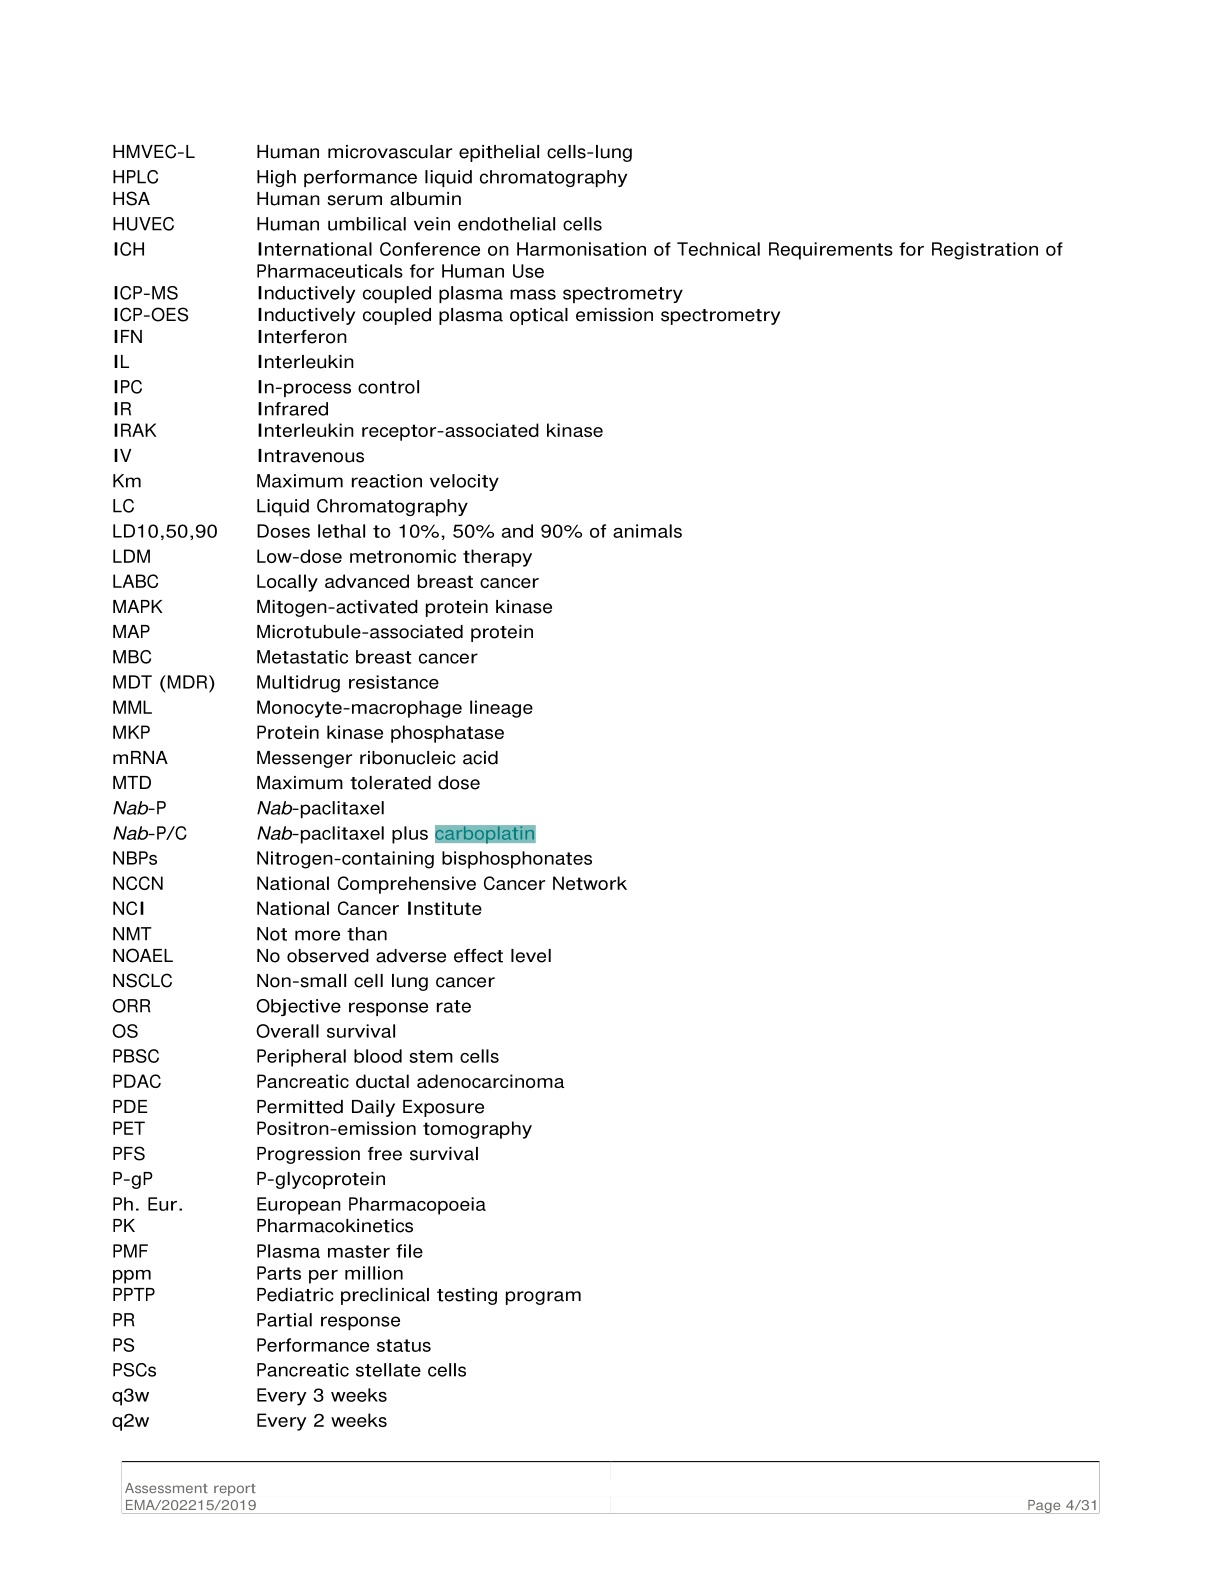 HMVEC-L Human microvascular epithelial cells-lung
HPLC High performance liquid chromatography
HSA Human serum albumin
HUVEC Human umbilical vein endothelial cells
ICH International Conference on Harmonisation of Technical Requirements for Registration of
Pharmaceuticals for Human Use
ICP-MS Inductively coupled plasma mass spectrometry
ICP-OES Inductively coupled plasma optical emission spectrometry
IFN Interferon
IL Interleukin
IPC In-process control
IR Infrared
IRAK Interleukin receptor-associated kinase
IV Intravenous
Km Maximum reaction velocity
LC Liquid Chromatography
LD10,50,90 Doses lethal to 10%, 50% and 90% of animals
LDM Low-dose metronomic therapy
LABC Locally advanced breast cancer
MAPK Mitogen-activated protein kinase
MAP Microtubule-associated protein
MBC Metastatic breast cancer
MDT (MDR) Multidrug resistance
MML Monocyte-macrophage lineage
MKP Protein kinase phosphatase
mRNA Messenger ribonucleic acid
MTD Maximum tolerated dose
Nab-P Nab-paclitaxel
Nab-P/C Nab-paclitaxel plus carboplatin
NBPs Nitrogen-containing bisphosphonates
NCCN National Comprehensive Cancer Network
NCI National Cancer Institute
NMT Not more than
NOAEL No observed adverse effect level
NSCLC Non-small cell lung cancer
ORR Objective response rate
OS Overall survival
PBSC Peripheral blood stem cells
PDAC Pancreatic ductal adenocarcinoma
PDE Permitted Daily Exposure
PET Positron-emission tomography
PFS Progression free survival
P-gP P-glycoprotein
Ph. Eur. European Pharmacopoeia
PK Pharmacokinetics
PMF Plasma master file
ppm Parts per million
PPTP Pediatric preclinical testing program
PR Partial response
PS Performance status
PSCs Pancreatic stellate cells
q3w Every 3 weeks
q2w Every 2 weeks
Assessment report
EMA/202215/2019 Page 4/31